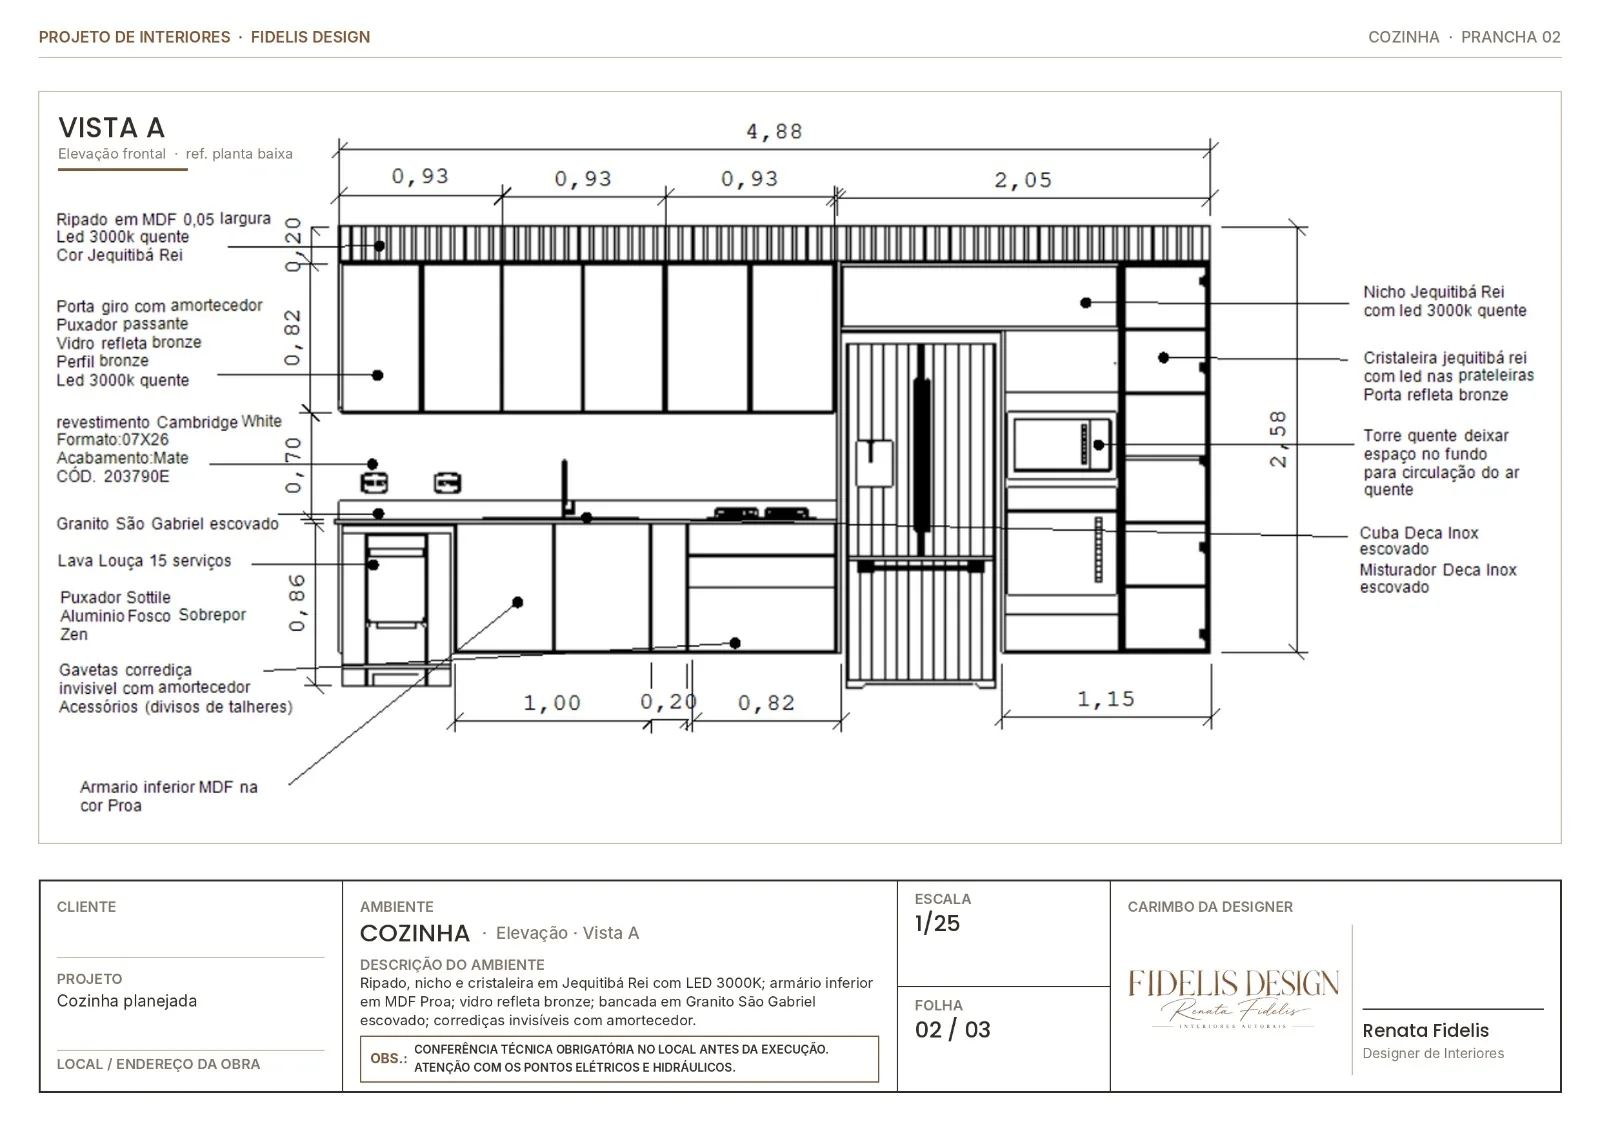 PROJETO DE INTERIORES · FIDELIS DESIGN
COZINHA · PRANCHA 02
VISTA A
Elevação frontal · ref. planta baixa
4,88
0,93
0,93
0,93
2,05
Ripado em MDF 0,05 largura
Led 3000k quente
Cor Jequitibá Rei
0,20
Porta giro com amortecedor
Puxador passante
Vidro refleta bronze
Perfil bronze
Led 3000k quente
0,82
revestimento Cambridge White
Formato:07X26
Acabamento:Mate
CÓD. 203790E
0,70
Granito São Gabriel escovado
Lava Louça 15 serviços
Puxador Sottile
Aluminio Fosco Sobrepor
Zen
0,86
Gavetas corrediça
invisivel com amortecedor
Acessórios (divisos de talheres)
Armario inferior MDF na
cor Proa
1,00
0,20
0,82
1,15
2,58
Nicho Jequitibá Rei
com led 3000k quente
Cristaleira jequitibá rei
com led nas prateleiras
Porta refleta bronze
Torre quente deixar
espaço no fundo
para circulação do ar
quente
Cuba Deca Inox
escovado
Misturador Deca Inox
escovado
CLIENTE
PROJETO
Cozinha planejada
LOCAL / ENDEREÇO DA OBRA
AMBIENTE
COZINHA · Elevação · Vista A
DESCRIÇÃO DO AMBIENTE
Ripado, nicho e cristaleira em Jequitibá Rei com LED 3000K; armário inferior
em MDF Proa; vidro refleta bronze; bancada em Granito São Gabriel
escovado; corrediças invisíveis com amortecedor.
OBS.: CONFERÊNCIA TÉCNICA OBRIGATÓRIA NO LOCAL ANTES DA EXECUÇÃO.
ATENÇÃO COM OS PONTOS ELÉTRICOS E HIDRÁULICOS.
ESCALA
1/25
FOLHA
02 / 03
CARIMBO DA DESIGNER
FIDELIS DESIGN
Renata Fidelis
INTERIORES AUTORAIS
Renata Fidelis
Designer de Interiores